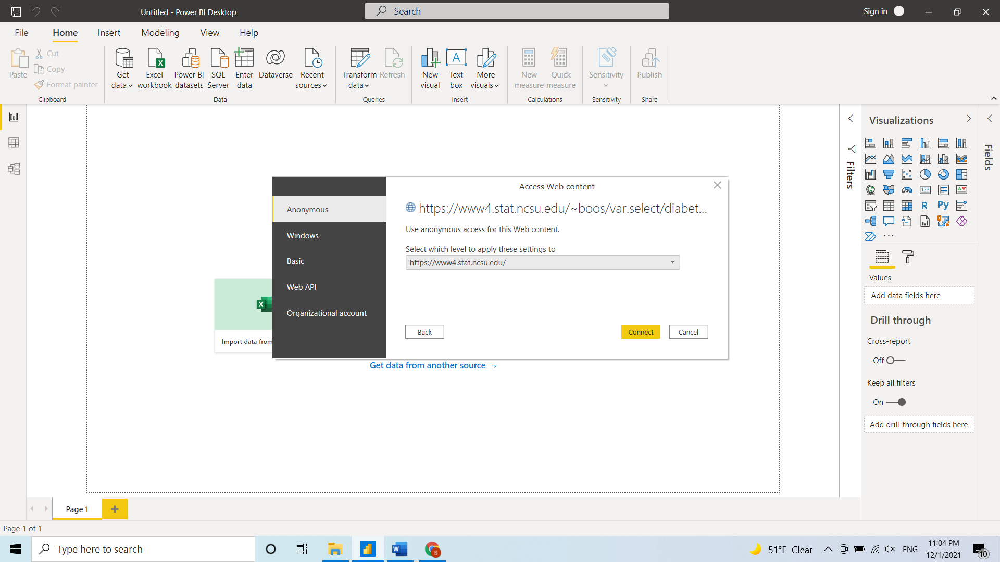 Untitled - Power BI Desktop
Search
Sign in
File Home Insert Modeling View Help
Paste
Cut
Copy
Format painter
Clipboard
Get data
Excel workbook
Power BI datasets
SQL Server
Enter data
Dataverse
Recent sources
Data
Transform data
Refresh
Queries
New visual
Text box
More visuals
Insert
New measure
Quick measure
Calculations
Sensitivity
Sensitivity
Publish
Share
Import data from
Get data from another source →
Access Web content
Anonymous
Windows
Basic
Web API
Organizational account
https://www4.stat.ncsu.edu/~boos/var.select/diabet...
Use anonymous access for this Web content.
Select which level to apply these settings to
https://www4.stat.ncsu.edu/
Back
Connect
Cancel
Filters
Visualizations
123
R
Py
Values
Add data fields here
Drill through
Cross-report
Off
Keep all filters
On
Add drill-through fields here
Fields
Page 1
Page 1 of 1
Type here to search
51°F Clear
ENG
11:04 PM
12/1/2021
10